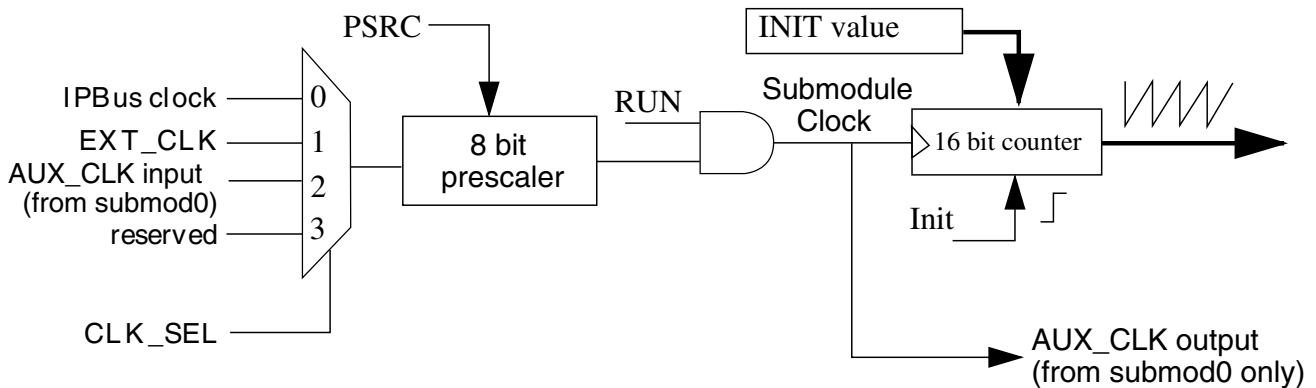 PSRC
INIT value
IPBus clock
0
RUN
Submodule
Clock
EXT_CLK
1
8 bit
prescaler
16 bit counter
AUX_CLK input
(from submod0)
2
reserved
3
Init
CLK_SEL
AUX_CLK output
(from submod0 only)